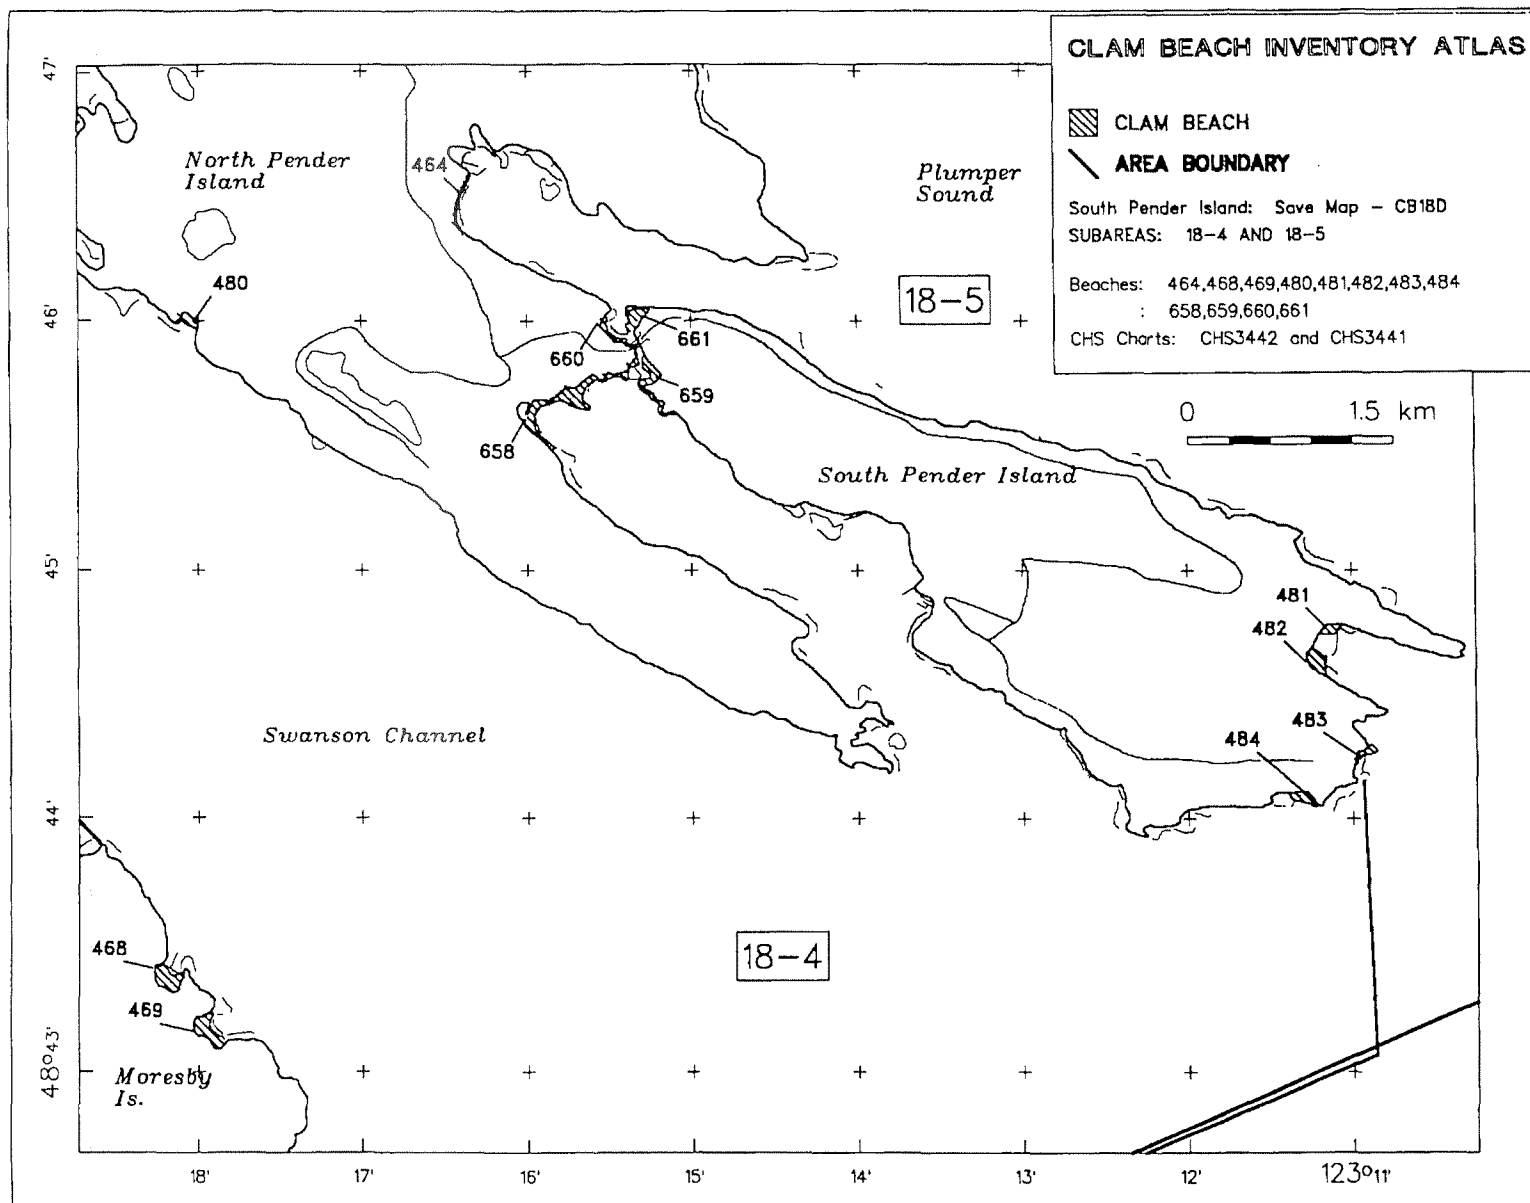 CLAM BEACH INVENTORY ATLAS
CLAM BEACH
AREA BOUNDARY
South Pender Island: Save Map - CB18D
SUBAREAS: 18-4 AND 18-5
Beaches: 464,468,469,480,481,482,483,484
: 658,659,660,661
CHS Charts: CHS3442 and CHS3441
0 1.5 km
47'
North Pender
Island
464
Plumper
Sound
480
18-5
46'
660
661
659
658
South Pender Island
45'
481
482
483
484
Swanson Channel
44'
468
18-4
469
48°43'
Moresby
Is.
18'
17'
16'
15'
14'
13'
12'
123°11'